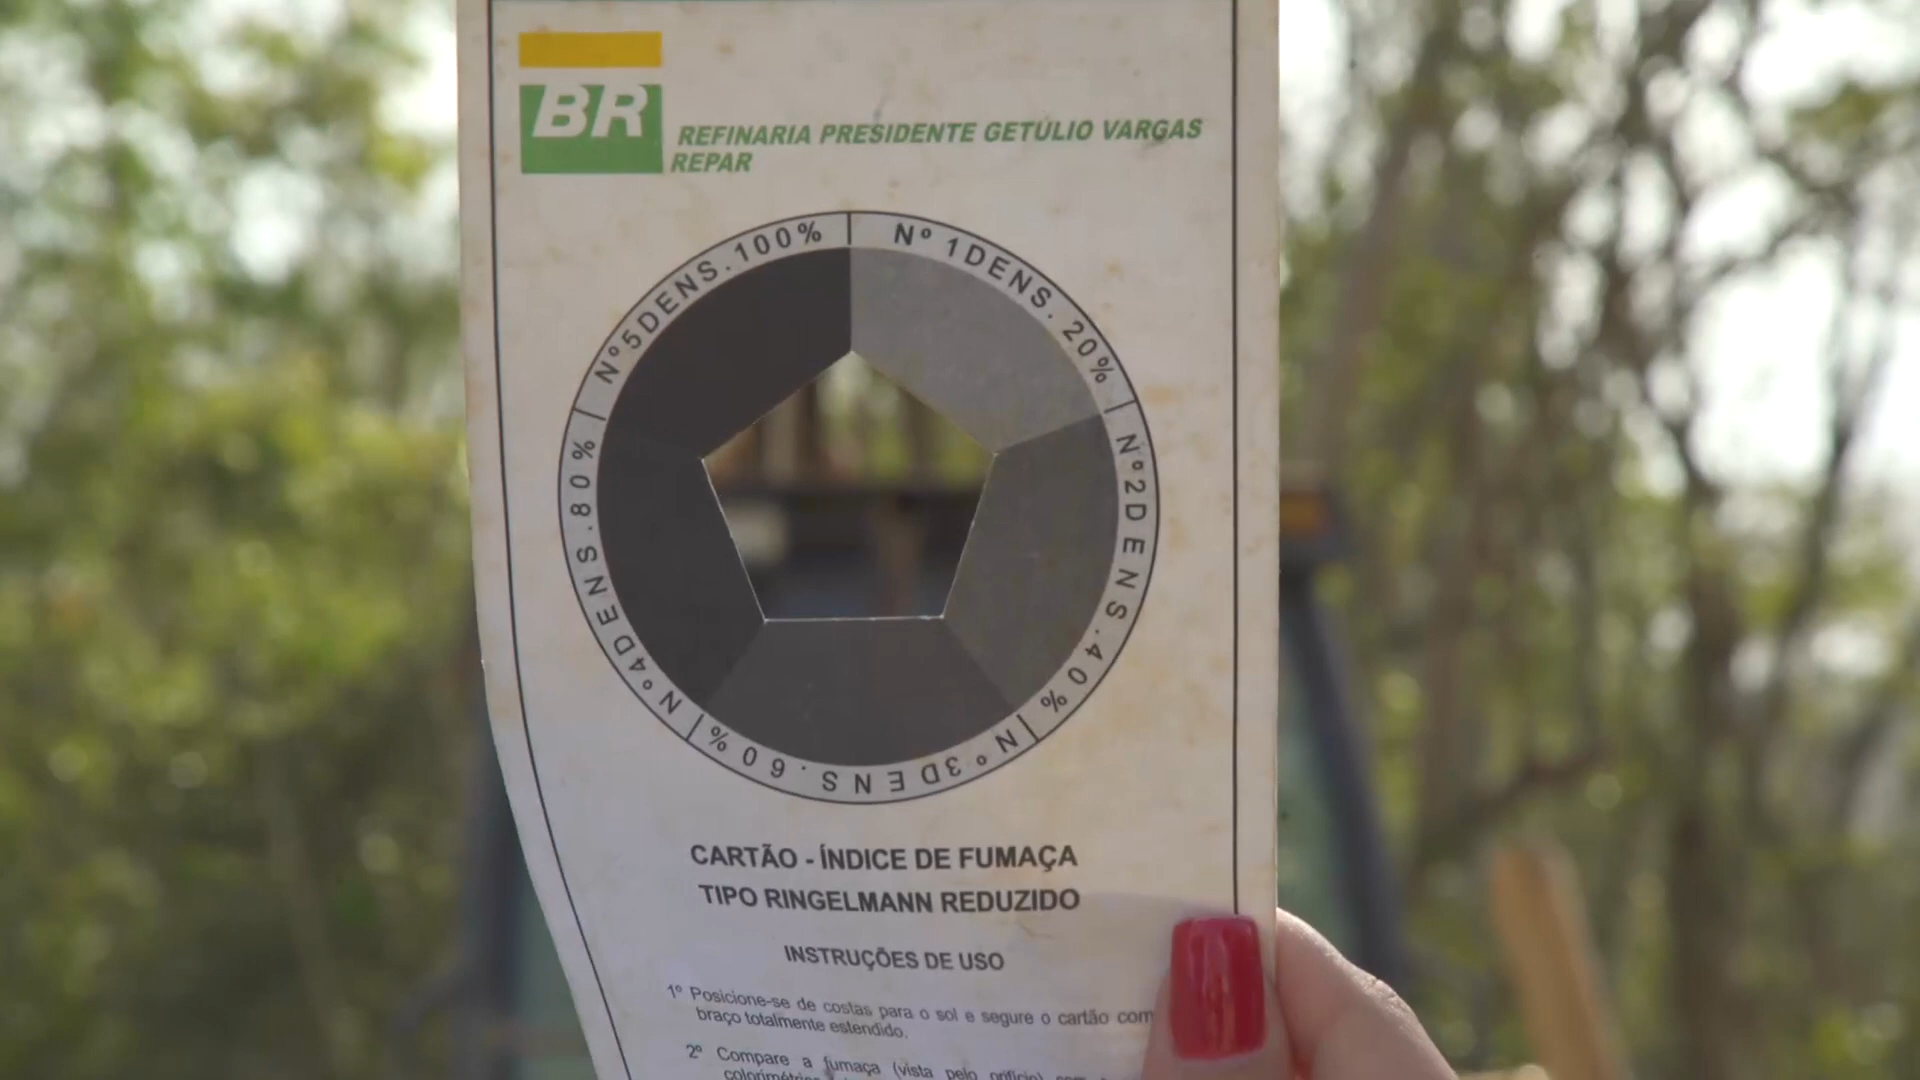 BR
REFINARIA PRESIDENTE GETÚLIO VARGAS
REPAR
Nº 1 DENS. 20%
Nº 2 DENS. 40%
Nº 3 DENS. 60%
Nº 4 DENS. 80%
Nº 5 DENS. 100%
CARTÃO - ÍNDICE DE FUMAÇA
TIPO RINGELMANN REDUZIDO
INSTRUÇÕES DE USO
1º Posicione-se de costas para o sol e segure o cartão com
braço totalmente estendido.
2º Compare a fumaça (vista pelo orifício)